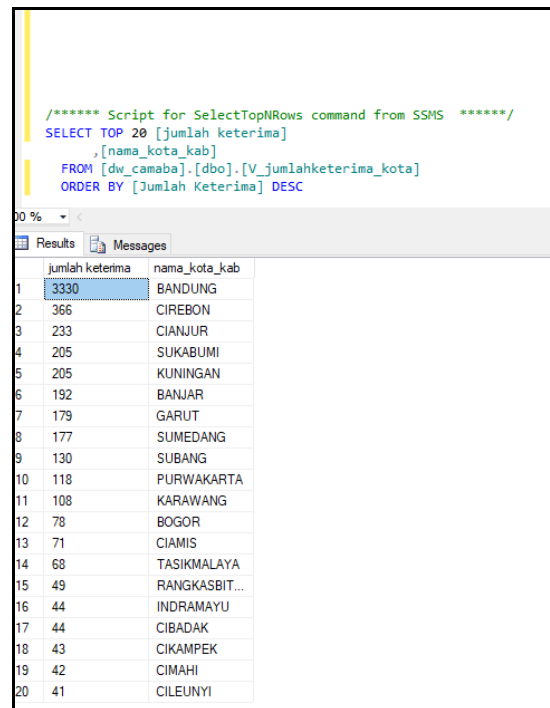 /****** Script for SelectTopNRows command from SSMS  ******/
SELECT TOP 20 [jumlah keterima]
,[nama_kota_kab]
FROM [dw_camaba].[dbo].[V_jumlahketerima_kota]
ORDER BY [Jumlah Keterima] DESC
00 %
Results Messages
jumlah keterima nama_kota_kab
1 3330 BANDUNG
2 366 CIREBON
3 233 CIANJUR
4 205 SUKABUMI
5 205 KUNINGAN
6 192 BANJAR
7 179 GARUT
8 177 SUMEDANG
9 130 SUBANG
10 118 PURWAKARTA
11 108 KARAWANG
12 78 BOGOR
13 71 CIAMIS
14 68 TASIKMALAYA
15 49 RANGKASBIT...
16 44 INDRAMAYU
17 44 CIBADAK
18 43 CIKAMPEK
19 42 CIMAHI
20 41 CILEUNYI